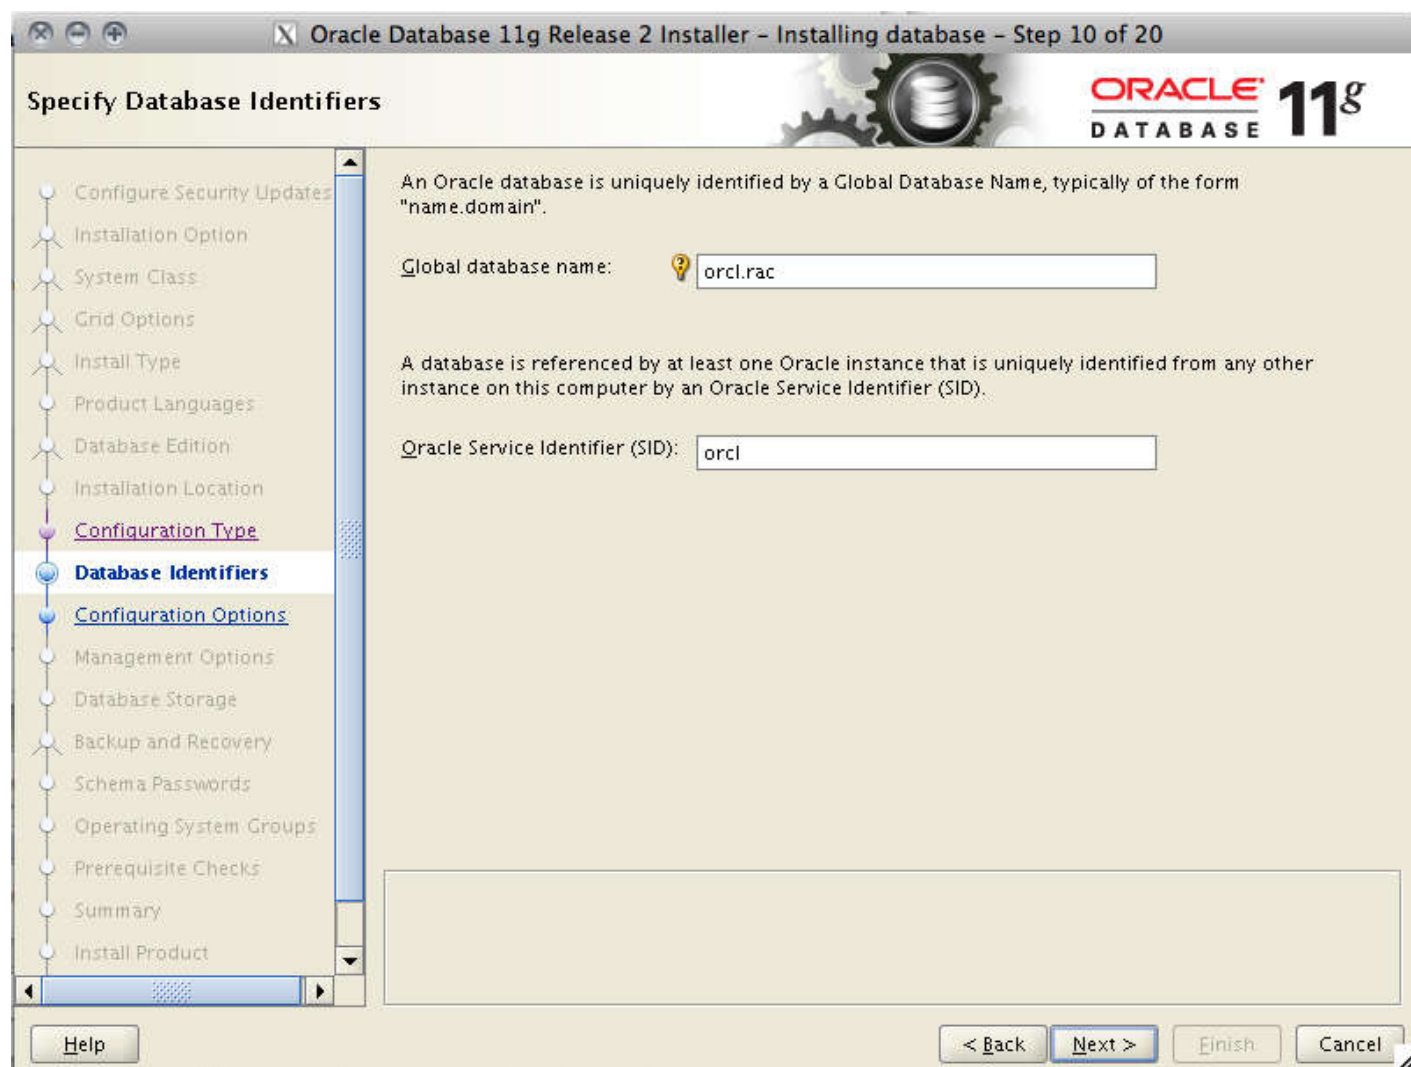 Oracle Database 11g Release 2 Installer - Installing database - Step 10 of 20
Specify Database Identifiers
ORACLE
DATABASE
11g
Configure Security Updates
Installation Option
System Class
Grid Options
Install Type
Product Languages
Database Edition
Installation Location
Configuration Type
Database Identifiers
Configuration Options
Management Options
Database Storage
Backup and Recovery
Schema Passwords
Operating System Groups
Prerequisite Checks
Summary
Install Product
An Oracle database is uniquely identified by a Global Database Name, typically of the form
"name.domain".
Global database name: orcl.rac
A database is referenced by at least one Oracle instance that is uniquely identified from any other
instance on this computer by an Oracle Service Identifier (SID).
Oracle Service Identifier (SID): orcl
Help
< Back
Next >
Finish
Cancel